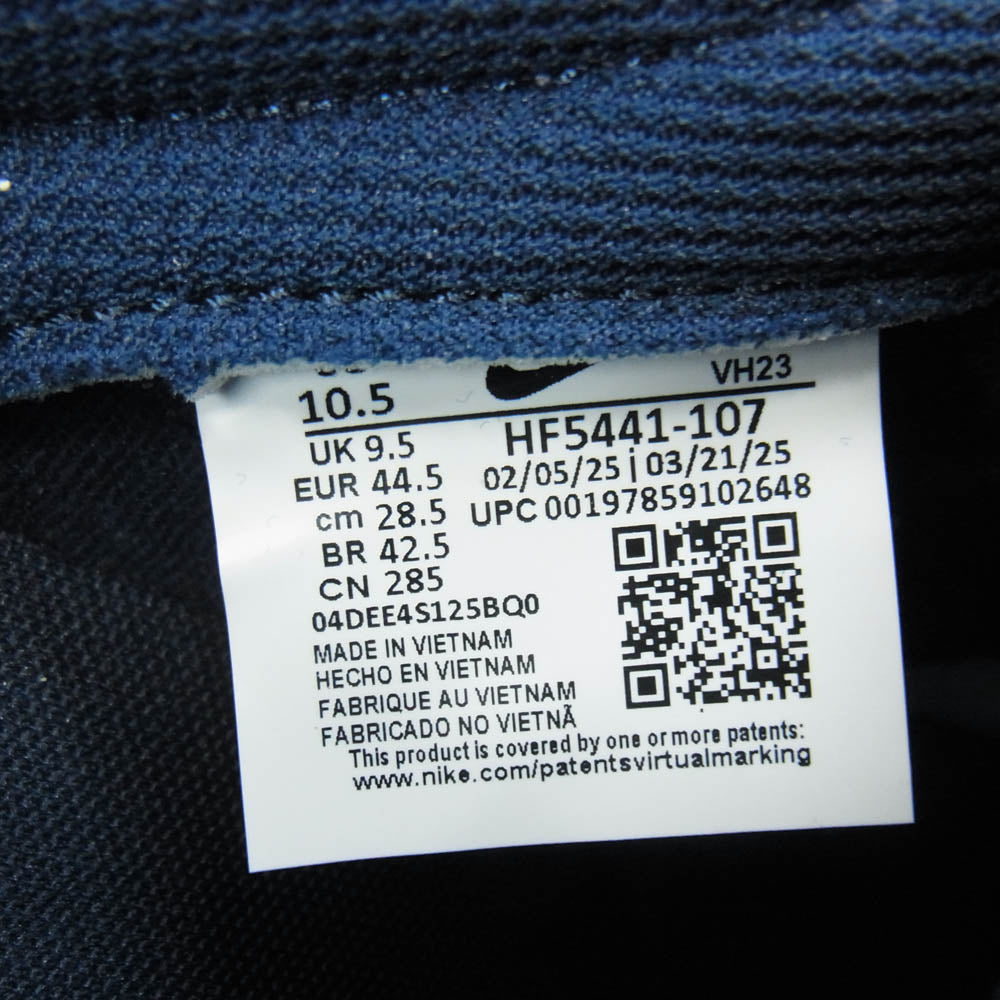 VH23
10.5
HF5441-107
UK 9.5
02/05/25 | 03/21/25
EUR 44.5
UPC 00197859102648
cm 28.5
BR 42.5
CN 285
04DEE4S125BQ0
MADE IN VIETNAM
HECHO EN VIETNAM
FABRIQUE AU VIETNAM
FABRICADO NO VIETNÃ
This product is covered by one or more patents:
www.nike.com/patentsvirtualmarking